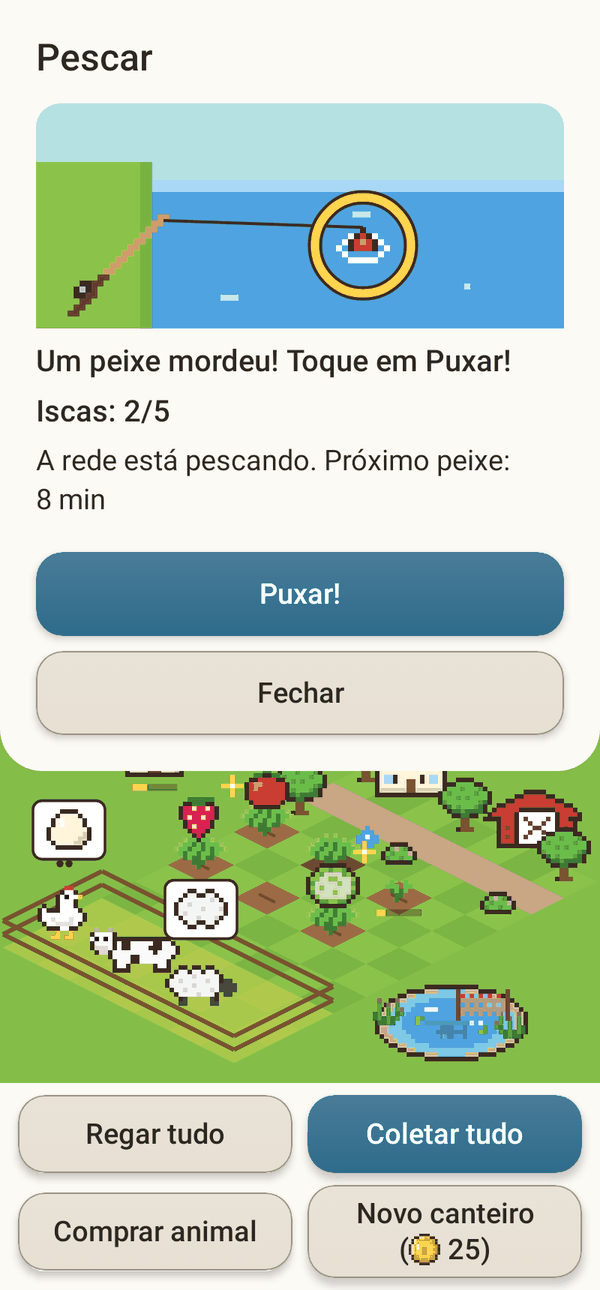 Pescar
Um peixe mordeu! Toque em Puxar!
Iscas: 2/5
A rede está pescando. Próximo peixe:
8 min
Puxar!
Fechar
Regar tudo
Coletar tudo
Comprar animal
Novo canteiro
(25)